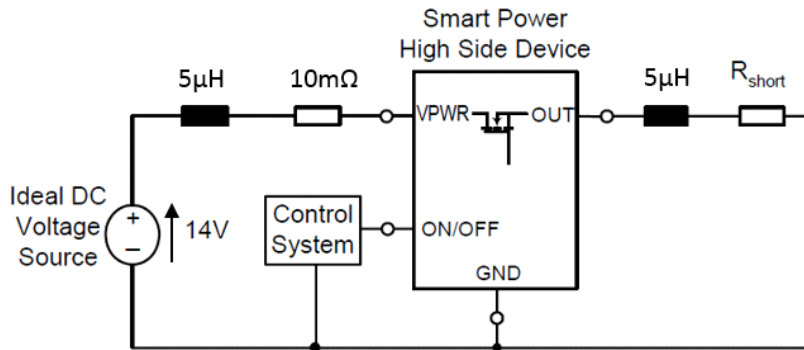 Smart Power
High Side Device
5µH
10mΩ
5µH
R_short
VPWR
OUT
Ideal DC
Voltage
Source
+
−
14V
Control
System
ON/OFF
GND